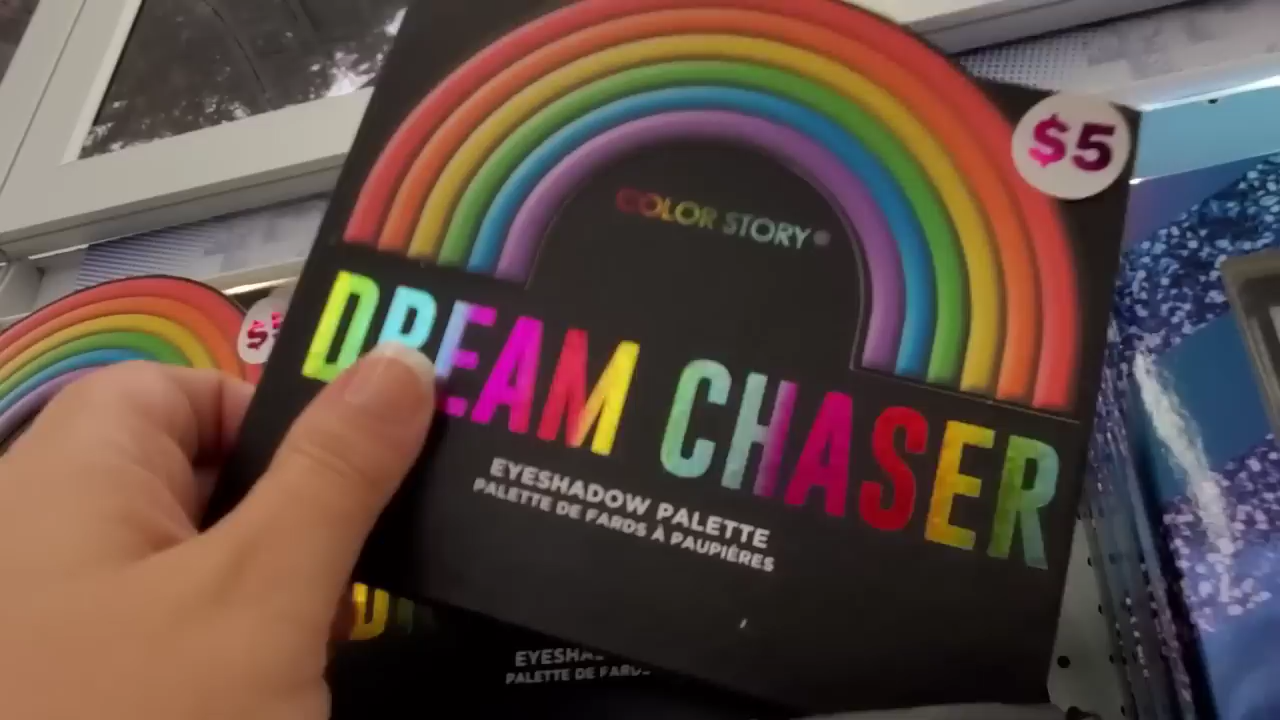 $5
COLOR STORY®
DREAM CHASER
EYESHADOW PALETTE
PALETTE DE FARDS À PAUPIÈRES
EYESHA
PALETTE DE FARDS